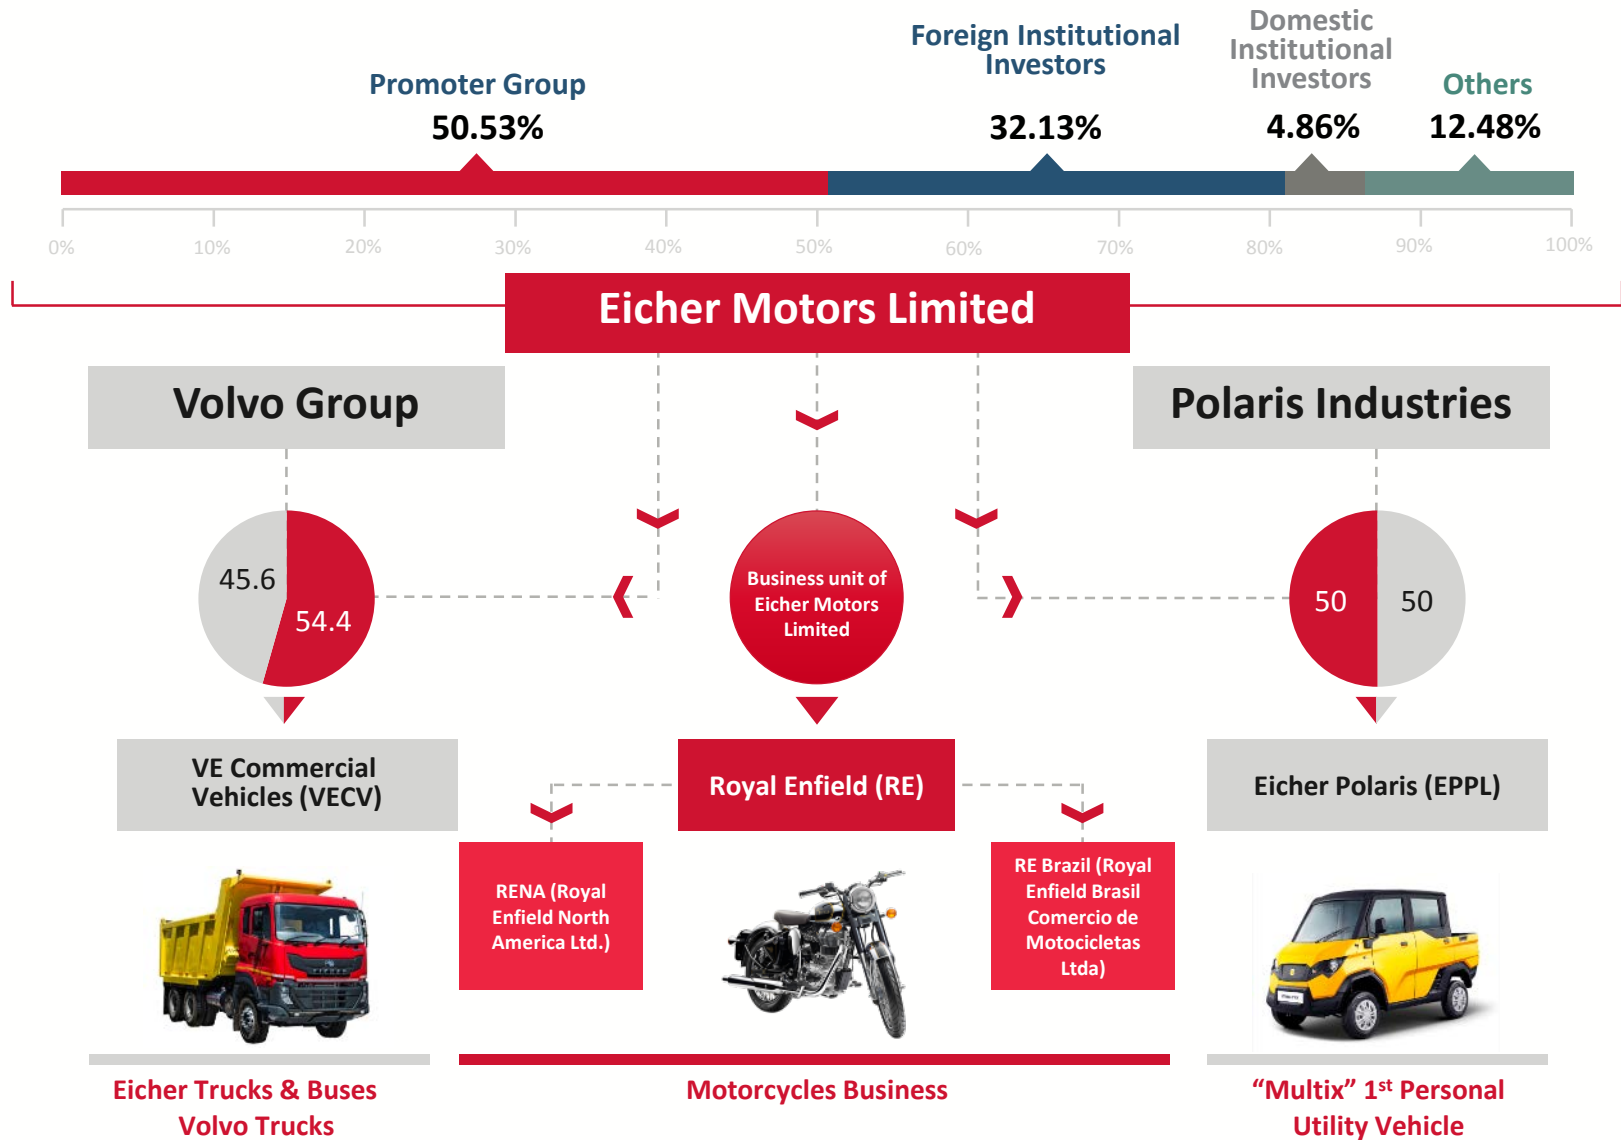 Promoter Group
50.53%
Foreign Institutional
Investors
32.13%
Domestic
Institutional
Investors
4.86%
Others
12.48%
0%
10%
20%
30%
40%
50%
60%
70%
80%
90%
100%
Eicher Motors Limited
Volvo Group
Polaris Industries
45.6
54.4
Business unit of
Eicher Motors
Limited
50
50
VE Commercial
Vehicles (VECV)
Royal Enfield (RE)
Eicher Polaris (EPPL)
RENA (Royal
Enfield North
America Ltd.)
RE Brazil (Royal
Enfield Brasil
Comercio de
Motocicletas
Ltda)
EICHER
Eicher Trucks & Buses
Volvo Trucks
Motorcycles Business
“Multix” 1st Personal
Utility Vehicle